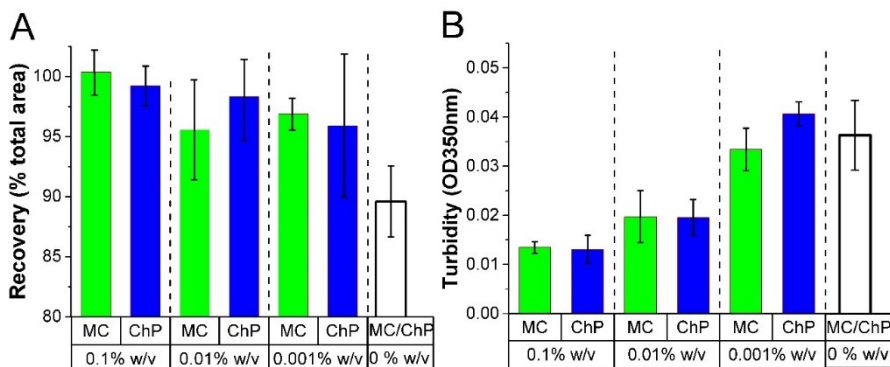 A
Recovery (% total area)
100
95
90
85
80
MC ChP MC ChP MC ChP MC/ChP
0.1% w/v 0.01% w/v 0.001% w/v 0 % w/v
B
Turbidity (OD350nm)
0.05
0.04
0.03
0.02
0.01
0.00
MC ChP MC ChP MC ChP MC/ChP
0.1% w/v 0.01% w/v 0.001% w/v 0 % w/v